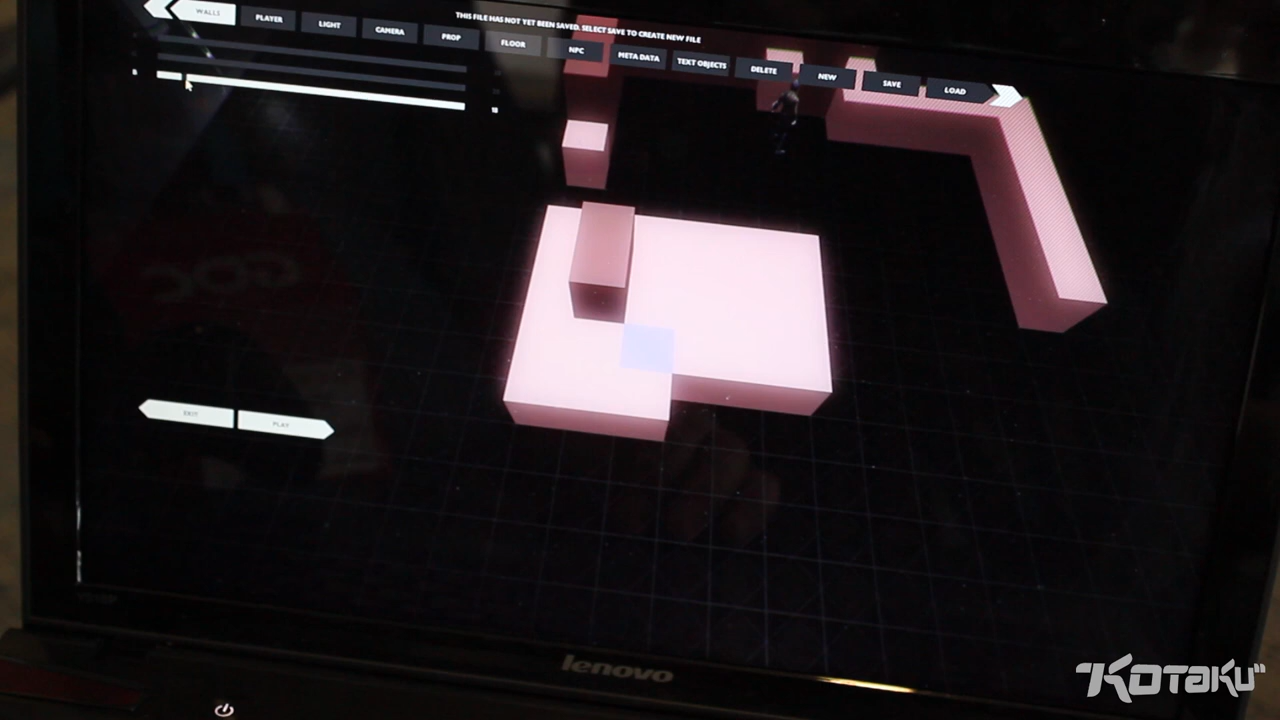 THIS FILE HAS NOT YET BEEN SAVED. SELECT SAVE TO CREATE NEW FILE
WALLS PLAYER LIGHT CAMERA PROP FLOOR NPC META DATA TEXT OBJECTS DELETE NEW SAVE LOAD
EXIT PLAY
lenovo
"KOTAKU"